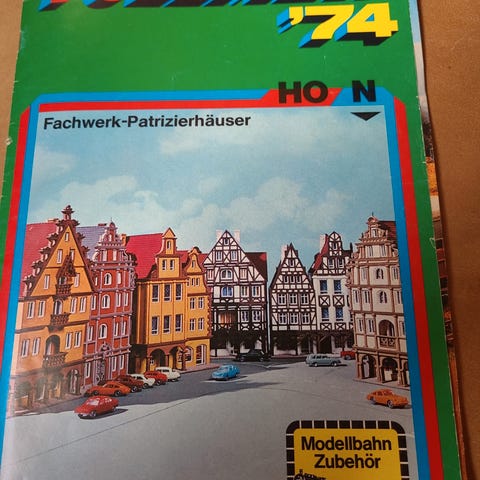 '74
HO N
Fachwerk-Patrizierhäuser
Modellbahn
Zubehör